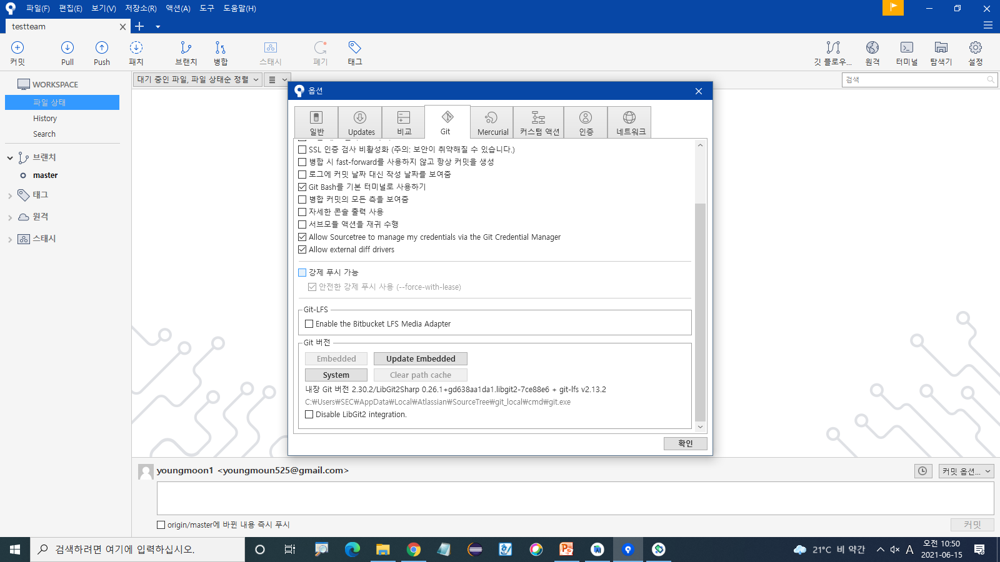 파일(F) 편집(E) 보기(V) 저장소(R) 액션(A) 도구 도움말(H)
testteam
커밋 Pull Push 패치 브랜치 병합 스태시 폐기 태그 깃 플로우... 원격 터미널 탐색기 설정
WORKSPACE
파일 상태
History
Search
브랜치
master
태그
원격
스태시
대기 중인 파일, 파일 상태순 정렬
검색
옵션
일반 Updates 비교 Git Mercurial 커스텀 액션 인증 네트워크
SSL 인증 검사 비활성화 (주의: 보안이 취약해질 수 있습니다.)
병합 시 fast-forward를 사용하지 않고 항상 커밋을 생성
로그에 커밋 날짜 대신 작성 날짜를 보여줌
Git Bash를 기본 터미널로 사용하기
병합 커밋의 모든 측을 보여줌
자세한 콘솔 출력 사용
서브모듈 액션을 재귀 수행
Allow Sourcetree to manage my credentials via the Git Credential Manager
Allow external diff drivers
강제 푸시 가능
안전한 강제 푸시 사용 (--force-with-lease)
Git-LFS
Enable the Bitbucket LFS Media Adapter
Git 버전
Embedded Update Embedded
System Clear path cache
내장 Git 버전 2.30.2/LibGit2Sharp 0.26.1+gd638aa1da1.libgit2-7ce88e6 + git-lfs v2.13.2
C:₩Users₩SEC₩AppData₩Local₩Atlassian₩SourceTree₩git_local₩cmd₩git.exe
Disable LibGit2 integration.
확인
youngmoon1 <youngmoun525@gmail.com>
커밋 옵션...
origin/master에 바뀐 내용 즉시 푸시
커밋
검색하려면 여기에 입력하십시오.
21°C 비 약간
A
오전 10:50
2021-06-15